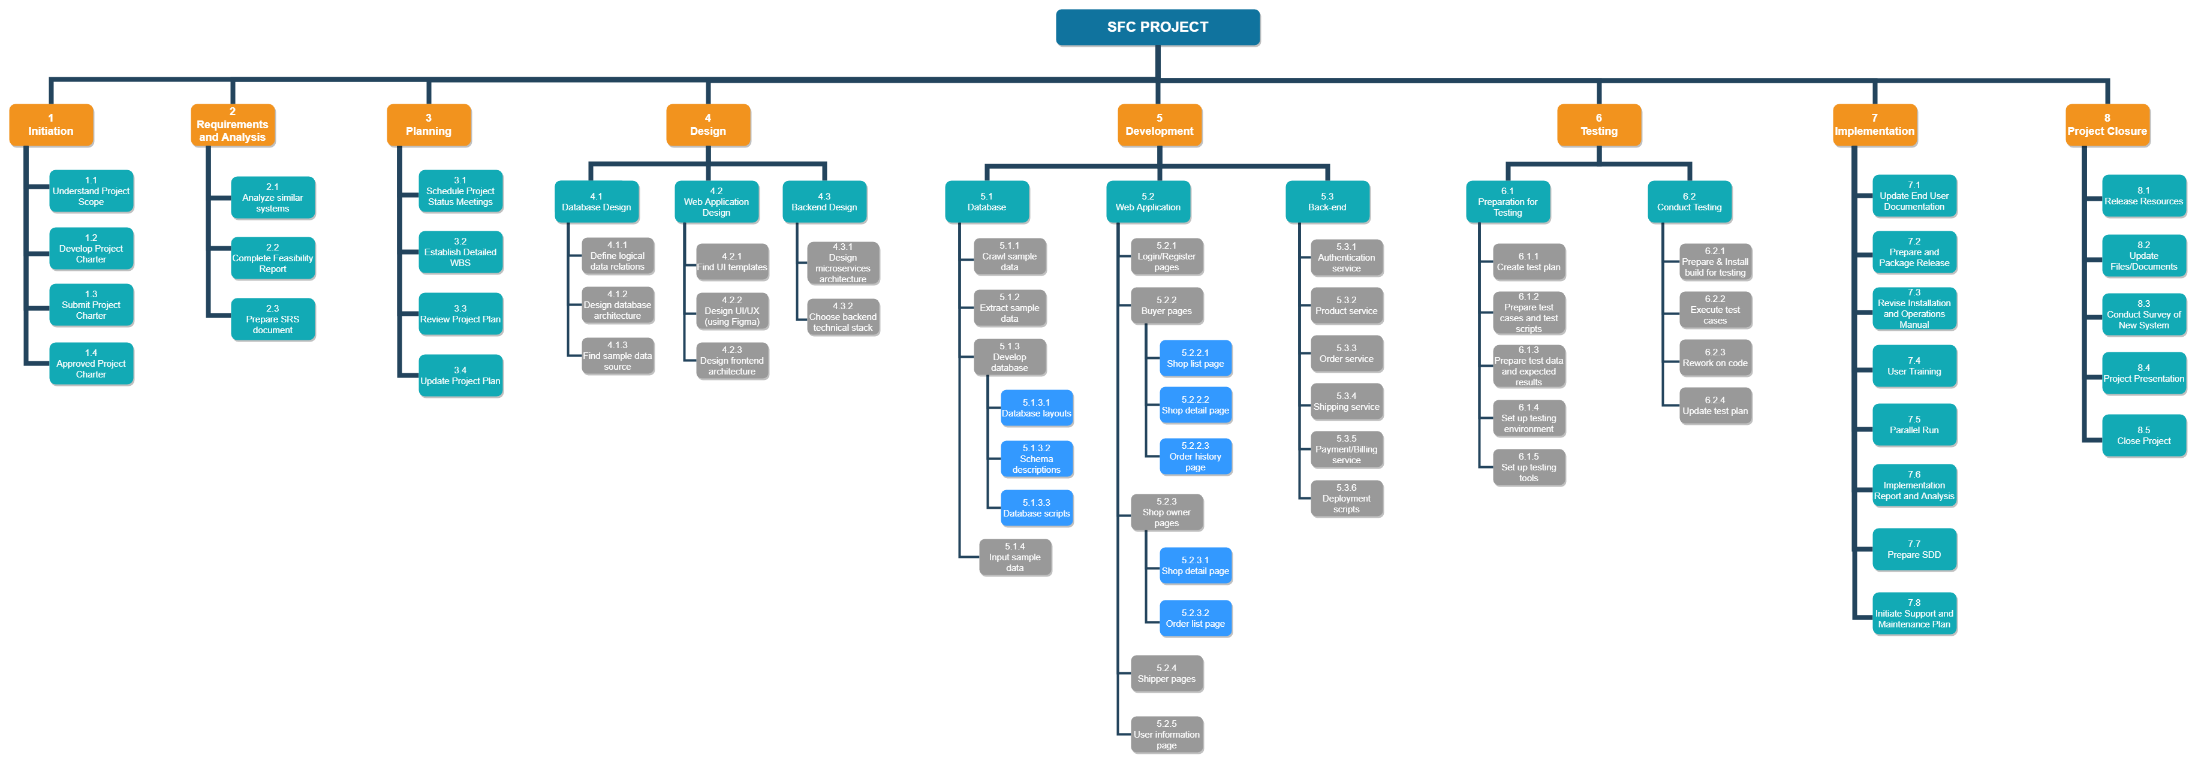 SFC PROJECT
1
Initiation
1.1
Understand Project
Scope
1.2
Develop Project
Charter
1.3
Submit Project
Charter
1.4
Approved Project
Charter
2
Requirements
and Analysis
2.1
Analyze similar
systems
2.2
Complete Feasibility
Report
2.3
Prepare SRS
document
3
Planning
3.1
Schedule Project
Status Meetings
3.2
Establish Detailed
WBS
3.3
Review Project Plan
3.4
Update Project Plan
4
Design
4.1
Database Design
4.1.1
Define logical
data relations
4.1.2
Design database
architecture
4.1.3
Find sample data
source
4.2
Web Application
Design
4.2.1
Find UI templates
4.2.2
Design UI/UX
(using Figma)
4.2.3
Design frontend
architecture
4.3
Backend Design
4.3.1
Design
microservices
architecture
4.3.2
Choose backend
technical stack
5
Development
5.1
Database
5.1.1
Crawl sample
data
5.1.2
Extract sample
data
5.1.3
Develop
database
5.1.3.1
Database layouts
5.1.3.2
Schema
descriptions
5.1.3.3
Database scripts
5.1.4
Input sample
data
5.2
Web Application
5.2.1
Login/Register
pages
5.2.2
Buyer pages
5.2.2.1
Shop list page
5.2.2.2
Shop detail page
5.2.2.3
Order history
page
5.2.3
Shop owner
pages
5.2.3.1
Shop detail page
5.2.3.2
Order list page
5.2.4
Shipper pages
5.2.5
User information
page
5.3
Back-end
5.3.1
Authentication
service
5.3.2
Product service
5.3.3
Order service
5.3.4
Shipping service
5.3.5
Payment/Billing
service
5.3.6
Deployment
scripts
6
Testing
6.1
Preparation for
Testing
6.1.1
Create test plan
6.1.2
Prepare test
cases and test
scripts
6.1.3
Prepare test data
and expected
results
6.1.4
Set up testing
environment
6.1.5
Set up testing
tools
6.2
Conduct Testing
6.2.1
Prepare & Install
build for testing
6.2.2
Execute test
cases
6.2.3
Rework on code
6.2.4
Update test plan
7
Implementation
7.1
Update End User
Documentation
7.2
Prepare and
Package Release
7.3
Revise Installation
and Operations
Manual
7.4
User Training
7.5
Parallel Run
7.6
Implementation
Report and Analysis
7.7
Prepare SDD
7.8
Initiate Support and
Maintenance Plan
8
Project Closure
8.1
Release Resources
8.2
Update
Files/Documents
8.3
Conduct Survey of
New System
8.4
Project Presentation
8.5
Close Project